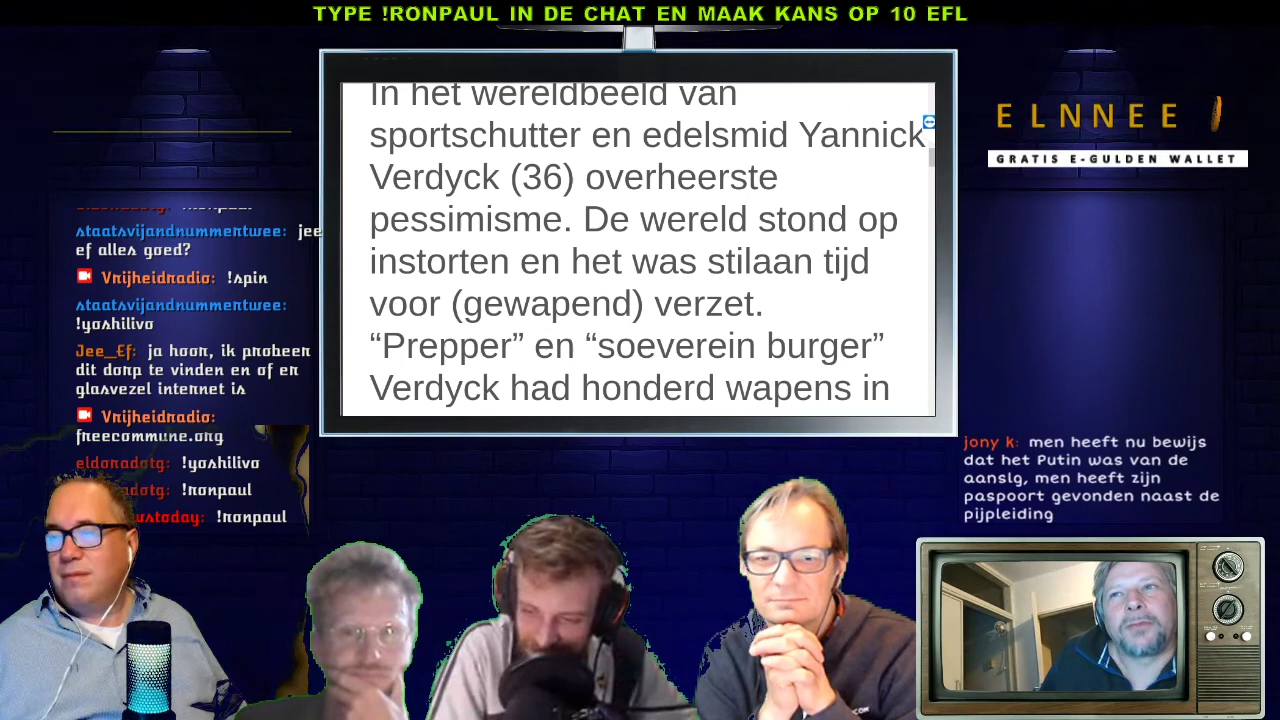 TYPE !RONPAUL IN DE CHAT EN MAAK KANS OP 10 EFL
In het wereldbeeld van
sportschutter en edelsmid Yannick
Verdyck (36) overheerste
pessimisme. De wereld stond op
instorten en het was stilaan tijd
voor (gewapend) verzet.
“Prepper” en “soeverein burger”
Verdyck had honderd wapens in
ELNNEE
GRATIS E-GULDEN WALLET
staatsvijandnummertwee: jee
ef alles goed?
Vrijheidradio: !spin
staatsvijandnummertwee:
!yoshilivo
Jee_Ef: ja hoor, ik probeer
dit dorp te vinden en of er
glasvezel internet is
Vrijheidradio:
freecommune.org
eldoradotg: !yoshilivo
adotg: !ronpaul
ustoday: !ronpaul
jony k: men heeft nu bewijs
dat het Putin was van de
aanslg, men heeft zijn
paspoort gevonden naast de
pijpleiding